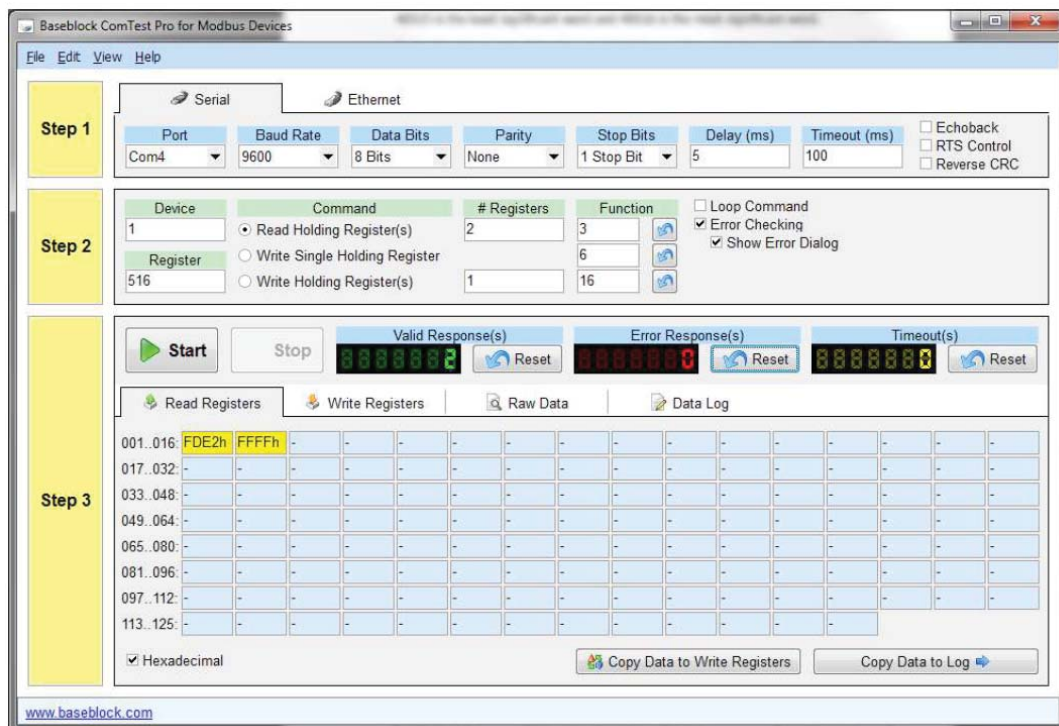 Baseblock ComTest Pro for Modbus Devices
File Edit View Help
Step 1
Serial Ethernet
Port Baud Rate Data Bits Parity Stop Bits Delay (ms) Timeout (ms)
Com4 9600 8 Bits None 1 Stop Bit 5 100
Echoback
RTS Control
Reverse CRC
Step 2
Device Command # Registers Function
1 Read Holding Register(s) 2 3
Register Write Single Holding Register 6
516 Write Holding Register(s) 1 16
Loop Command
Error Checking
Show Error Dialog
Step 3
Start Stop
Valid Response(s) Error Response(s) Timeout(s)
2 Reset 0 Reset Reset
Read Registers Write Registers Raw Data Data Log
001..016: FDE2h FFFFh - - - - - - - - - - - - - -
017..032: - - - - - - - - - - - - - - - -
033..048: - - - - - - - - - - - - - - - -
049..064: - - - - - - - - - - - - - - - -
065..080: - - - - - - - - - - - - - - - -
081..096: - - - - - - - - - - - - - - - -
097..112: - - - - - - - - - - - - - - - -
113..125: - - - - - - - - - - - - -
Hexadecimal Copy Data to Write Registers Copy Data to Log
www.baseblock.com